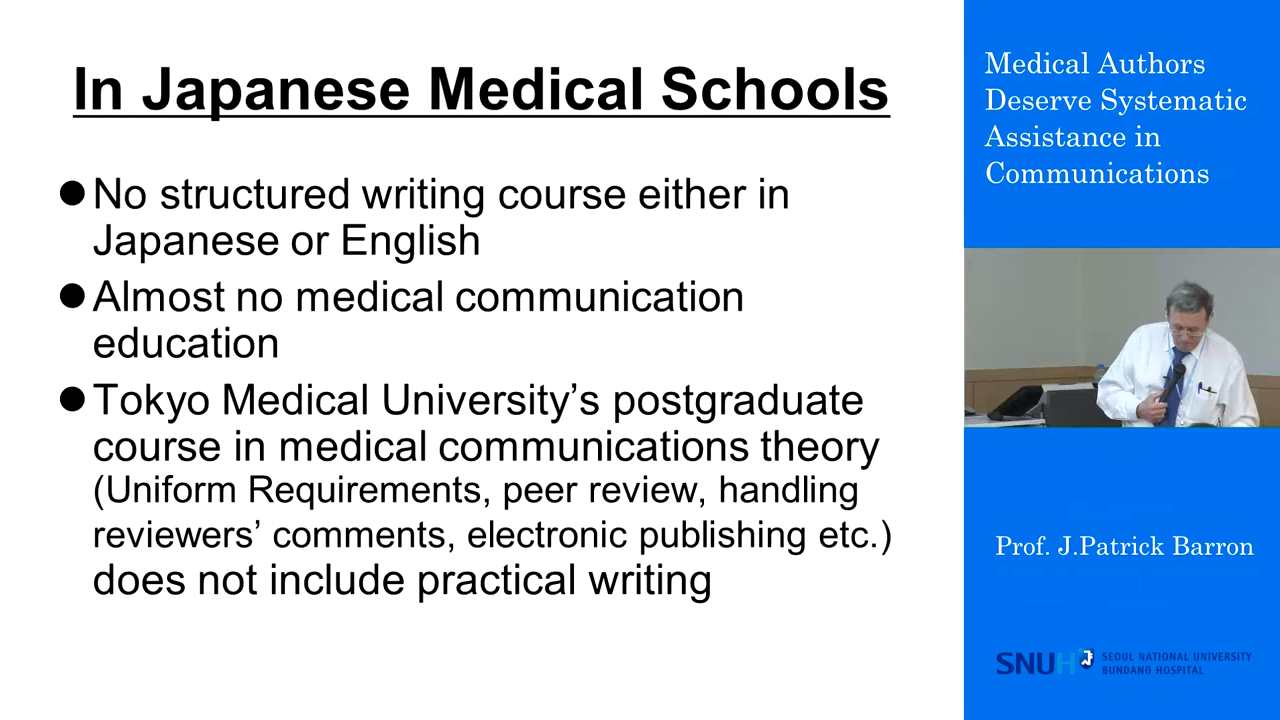 In Japanese Medical Schools
●No structured writing course either in
Japanese or English
●Almost no medical communication
education
●Tokyo Medical University’s postgraduate
course in medical communications theory
(Uniform Requirements, peer review, handling
reviewers’ comments, electronic publishing etc.)
does not include practical writing
Medical Authors
Deserve Systematic
Assistance in
Communications
Prof. J.Patrick Barron
SNUH
SEOUL NATIONAL UNIVERSITY
BUNDANG HOSPITAL